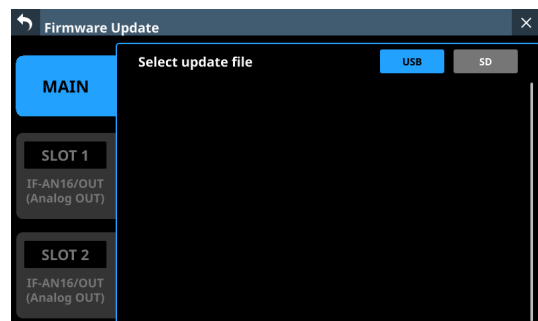 Firmware Update
Select update file
USB
SD
MAIN
SLOT 1
IF-AN16/OUT
(Analog OUT)
SLOT 2
IF-AN16/OUT
(Analog OUT)